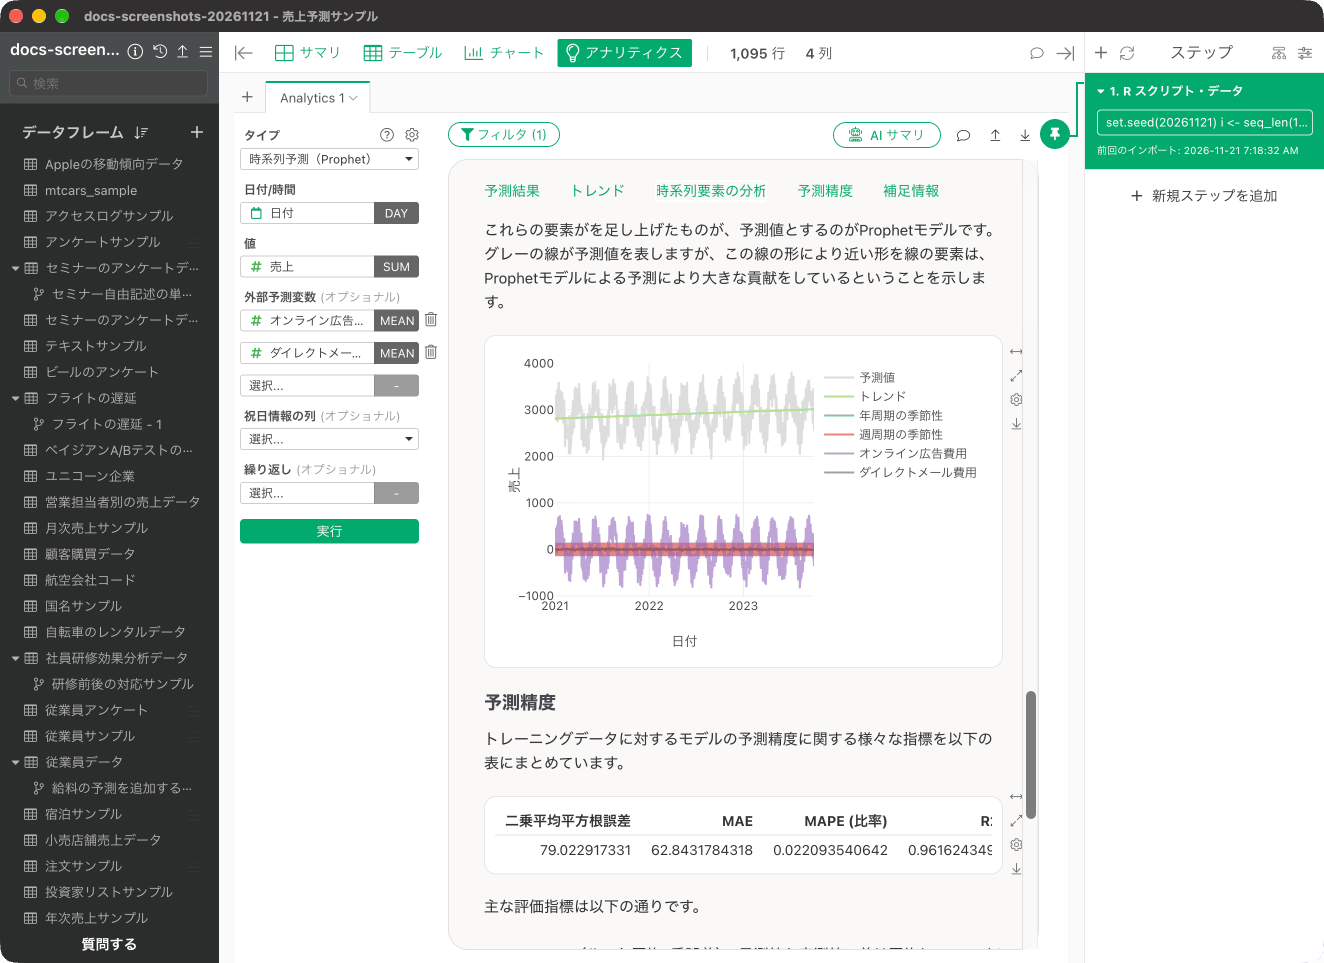 docs-screenshots-20261121 - 売上予測サンプル
docs-screen...
検索
データフレーム
Appleの移動傾向データ
mtcars_sample
アクセスログサンプル
アンケートサンプル
セミナーのアンケートデ…
セミナー自由記述の単…
セミナーのアンケートデ…
テキストサンプル
ビールのアンケート
フライトの遅延
フライトの遅延 - 1
ベイジアンA/Bテストの…
ユニコーン企業
営業担当者別の売上データ
月次売上サンプル
顧客購買データ
航空会社コード
国名サンプル
自転車のレンタルデータ
社員研修効果分析データ
研修前後の対応サンプル
従業員アンケート
従業員サンプル
従業員データ
給料の予測を追加する…
宿泊サンプル
小売店舗売上データ
注文サンプル
投資家リストサンプル
年次売上サンプル
質問する
サマリ
テーブル
チャート
アナリティクス
1,095 行
4 列
Analytics 1
タイプ
時系列予測（Prophet）
日付/時間
日付 DAY
値
売上 SUM
外部予測変数 (オプショナル)
オンライン広告... MEAN
ダイレクトメー... MEAN
選択... -
祝日情報の列 (オプショナル)
選択...
繰り返し (オプショナル)
選択... -
実行
フィルタ (1)
AI サマリ
予測結果
トレンド
時系列要素の分析
予測精度
補足情報
これらの要素がを足し上げたものが、予測値とするのがProphetモデルです。
グレーの線が予測値を表しますが、この線の形により近い形を線の要素は、
Prophetモデルによる予測により大きな貢献をしているということを示しま
す。
4000
3000
2000
1000
0
−1000
売上
2021
2022
2023
日付
予測値
トレンド
年周期の季節性
週周期の季節性
オンライン広告費用
ダイレクトメール費用
予測精度
トレーニングデータに対するモデルの予測精度に関する様々な指標を以下の
表にまとめています。
二乗平均平方根誤差 MAE MAPE (比率)
79.022917331 62.8431784318 0.022093540642 0.961624349
主な評価指標は以下の通りです。
ステップ
1. R スクリプト・データ
set.seed(20261121) i <- seq_len(1...
前回のインポート: 2026-11-21 7:18:32 AM
新規ステップを追加